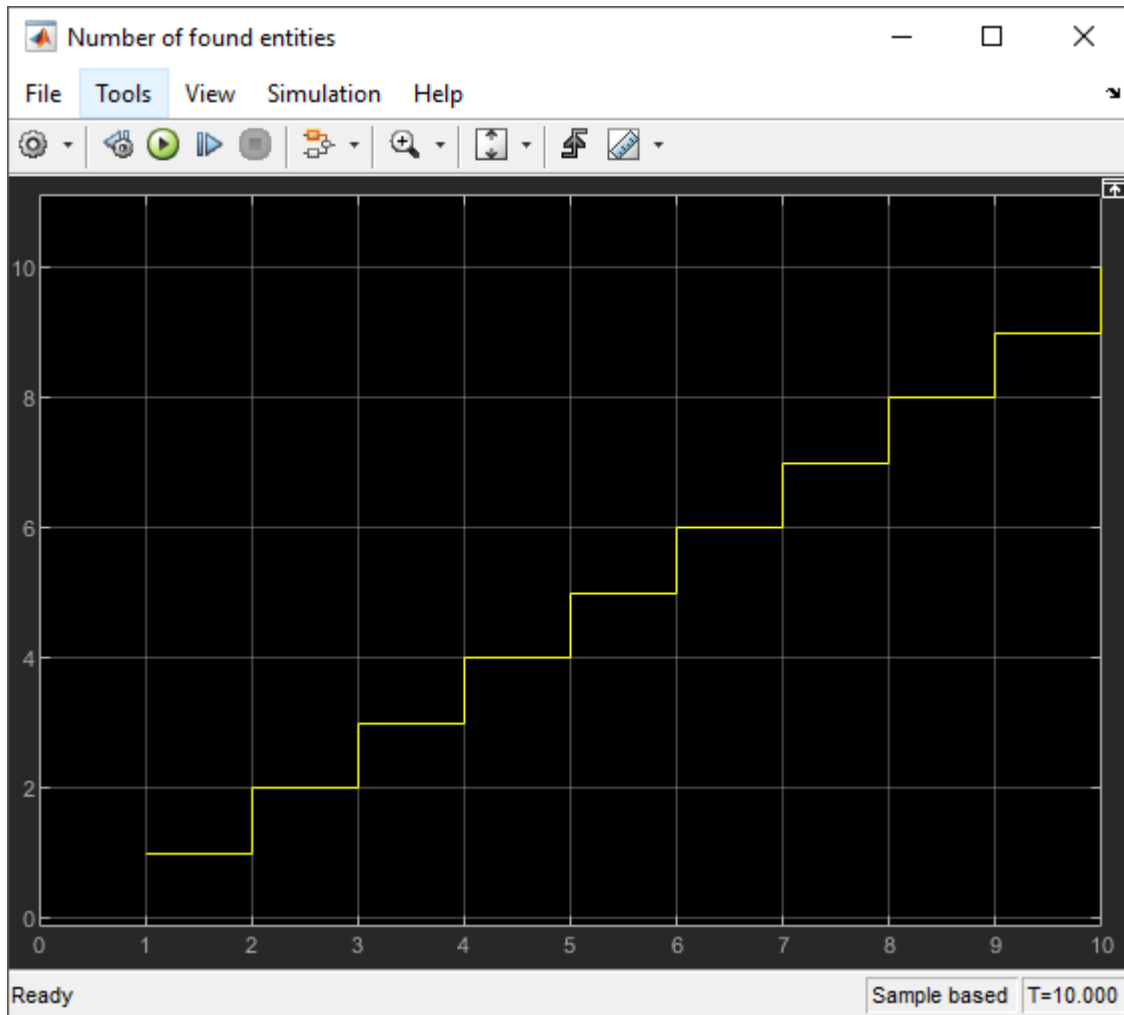 Number of found entities
File Tools View Simulation Help
10
8
6
4
2
0
0 1 2 3 4 5 6 7 8 9 10
Ready Sample based T=10.000